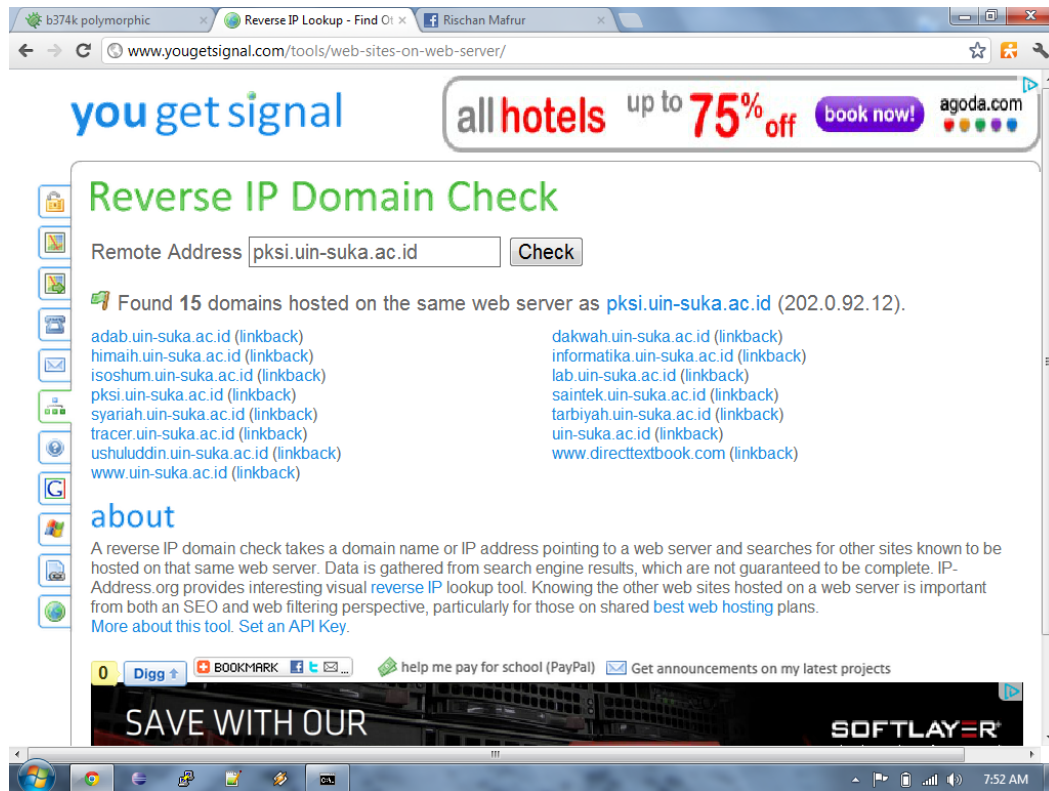 b374k polymorphic
Reverse IP Lookup - Find Ot
Rischan Mafrur
www.yougetsignal.com/tools/web-sites-on-web-server/
you get signal
all hotels up to 75% off book now! agoda.com
Reverse IP Domain Check
Remote Address pksi.uin-suka.ac.id Check
Found 15 domains hosted on the same web server as pksi.uin-suka.ac.id (202.0.92.12).
adab.uin-suka.ac.id (linkback)
himaih.uin-suka.ac.id (linkback)
isoshum.uin-suka.ac.id (linkback)
pksi.uin-suka.ac.id (linkback)
syariah.uin-suka.ac.id (linkback)
tracer.uin-suka.ac.id (linkback)
ushuluddin.uin-suka.ac.id (linkback)
www.uin-suka.ac.id (linkback)
dakwah.uin-suka.ac.id (linkback)
informatika.uin-suka.ac.id (linkback)
lab.uin-suka.ac.id (linkback)
saintek.uin-suka.ac.id (linkback)
tarbiyah.uin-suka.ac.id (linkback)
uin-suka.ac.id (linkback)
www.directtextbook.com (linkback)
about
A reverse IP domain check takes a domain name or IP address pointing to a web server and searches for other sites known to be
hosted on that same web server. Data is gathered from search engine results, which are not guaranteed to be complete. IP-
Address.org provides interesting visual reverse IP lookup tool. Knowing the other web sites hosted on a web server is important
from both an SEO and web filtering perspective, particularly for those on shared best web hosting plans.
More about this tool. Set an API Key.
0 Digg BOOKMARK ... help me pay for school (PayPal) Get announcements on my latest projects
SAVE WITH OUR
SOFTLAYER
7:52 AM